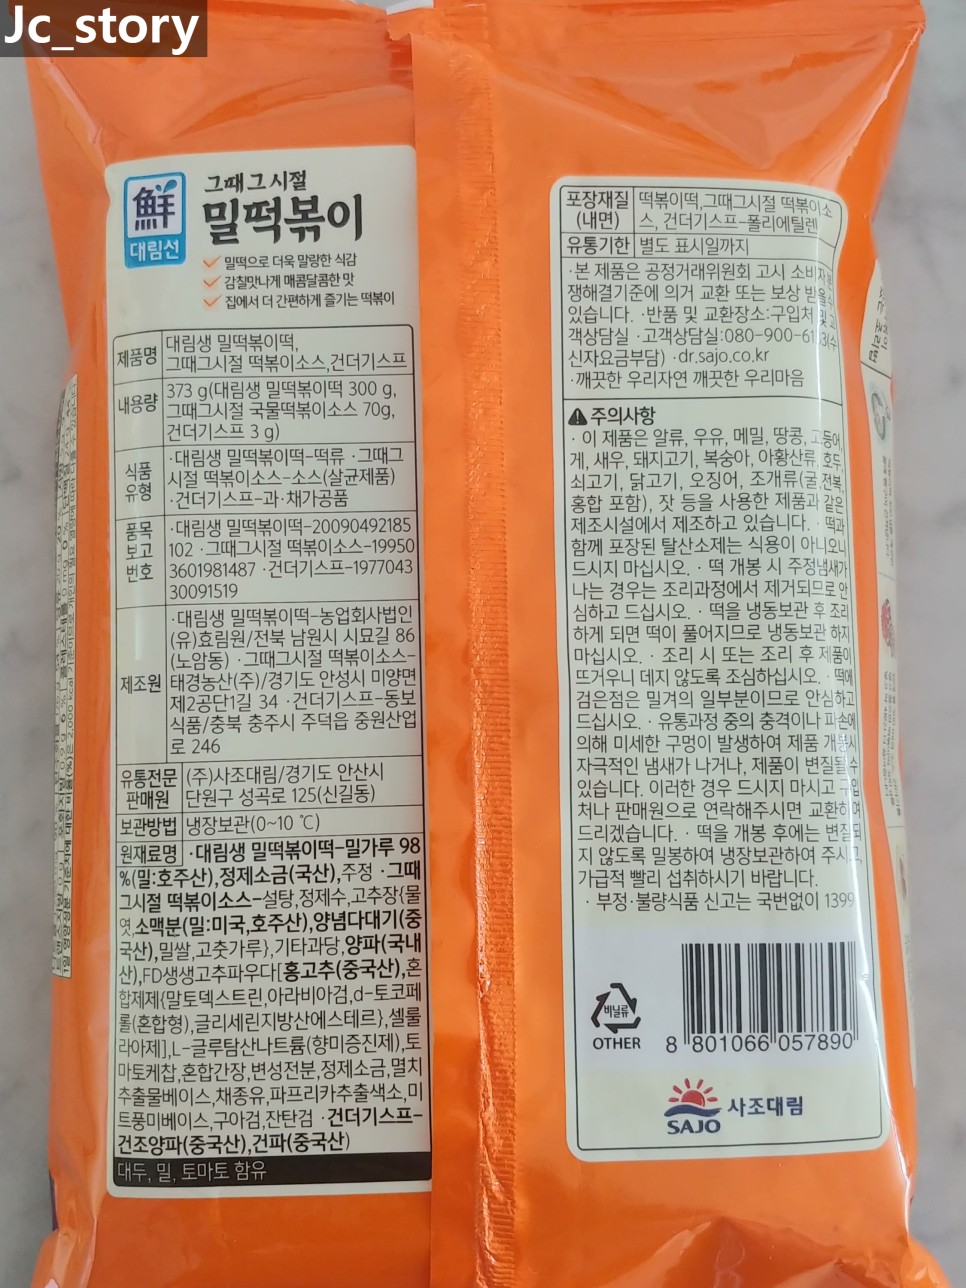 Jc_story
鮮
대림선
그때그시절
밀떡볶이
밀떡으로 더욱 말랑한 식감
감칠맛나게 매콤달콤한 맛
집에서 더 간편하게 즐기는 떡볶이
제품명
대림생 밀떡볶이떡,
그때그시절 떡볶이소스,건더기스프
내용량
373 g(대림생 밀떡볶이떡 300 g,
그때그시절 국물떡볶이소스 70g,
건더기스프 3 g)
식품
유형
·대림생 밀떡볶이떡-떡류 ·그때그
시절 떡볶이소스-소스(살균제품)
·건더기스프-과·채가공품
품목
보고
번호
·대림생 밀떡볶이떡-20090492185
102 ·그때그시절 떡볶이소스-19950
3601981487 ·건더기스프-1977043
30091519
제조원
·대림생 밀떡볶이떡-농업회사법인
(유)효림원/전북 남원시 시묘길 86
(노암동) ·그때그시절 떡볶이소스-
태경농산(주)/경기도 안성시 미양면
제2공단1길 34 ·건더기스프-동보
식품/충북 충주시 주덕읍 중원산업
로 246
유통전문
판매원
(주)사조대림/경기도 안산시
단원구 성곡로 125(신길동)
보관방법 냉장보관(0~10 ℃)
원재료명 ·대림생 밀떡볶이떡-밀가루 98
%(밀:호주산),정제소금(국산),주정 ·그때
그시절 떡볶이소스-설탕,정제수,고추장{물
엿,소맥분(밀:미국,호주산),양념다대기(중
국산),밀쌀,고춧가루},기타과당,양파(국내
산),FD생생고추파우다[홍고추(중국산),혼
합제제{말토덱스트린,아라비아검,d-토코페
롤(혼합형),글리세린지방산에스테르},셀룰
라아제],L-글루탐산나트륨(향미증진제),토
마토케찹,혼합간장,변성전분,정제소금,멸치
추출물베이스,채종유,파프리카추출색소,미
트풍미베이스,구아검,잔탄검 ·건더기스프-
건조양파(중국산),건파(중국산)
대두, 밀, 토마토 함유
포장재질
(내면)
떡볶이떡,그때그시절 떡볶이소
스, 건더기스프-폴리에틸렌
유통기한 별도 표시일까지
·본 제품은 공정거래위원회 고시 소비자분
쟁해결기준에 의거 교환 또는 보상 받을수
있습니다. ·반품 및 교환장소:구입처 및 고
객상담실 ·고객상담실:080-900-6133(수
신자요금부담) ·dr.sajo.co.kr
·깨끗한 우리자연 깨끗한 우리마음
주의사항
· 이 제품은 알류, 우유, 메밀, 땅콩, 고등어,
게, 새우, 돼지고기, 복숭아, 아황산류, 호두,
쇠고기, 닭고기, 오징어, 조개류(굴,전복,
홍합 포함), 잣 등을 사용한 제품과 같은
제조시설에서 제조하고 있습니다. · 떡과
함께 포장된 탈산소제는 식용이 아니오니
드시지 마십시오. · 떡 개봉 시 주정냄새가
나는 경우는 조리과정에서 제거되므로 안
심하고 드십시오. · 떡을 냉동보관 후 조리
하게 되면 떡이 풀어지므로 냉동보관 하지
마십시오. · 조리 시 또는 조리 후 제품이
뜨거우니 데지 않도록 조심하십시오. · 떡에
검은점은 밀겨의 일부분이므로 안심하고
드십시오. · 유통과정 중의 충격이나 파손에
의해 미세한 구멍이 발생하여 제품 개봉시
자극적인 냄새가 나거나, 제품이 변질될 수
있습니다. 이러한 경우 드시지 마시고 구입
처나 판매원으로 연락해주시면 교환하여
드리겠습니다. · 떡을 개봉 후에는 변질되
지 않도록 밀봉하여 냉장보관하여 주시고,
가급적 빨리 섭취하시기 바랍니다.
· 부정·불량식품 신고는 국번없이 1399
비닐류
OTHER
8 801066 057890
사조대림
SAJO